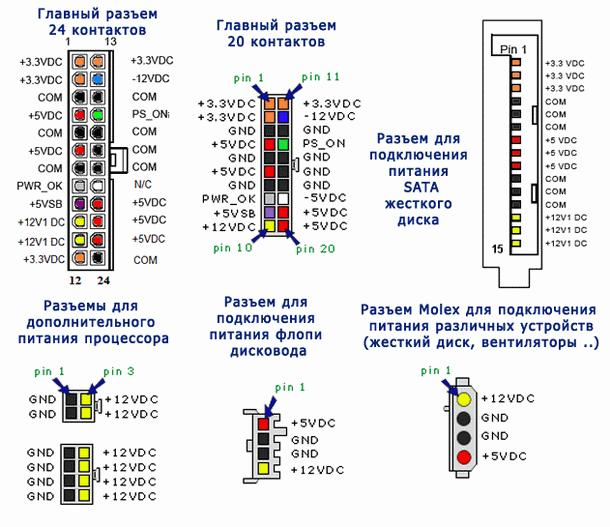 Главный разъем
24 контактов
1 13
+3.3VDC +3.3VDC
+3.3VDC -12VDC
COM COM
+5VDC PS_ONi
COM COM
+5VDC COM
COM COM
PWR_OK N/C
+5VSB +5VDC
+12V1 DC +5VDC
+12V1 DC +5VDC
+3.3VDC COM
12 24
Главный разъем
20 контактов
pin 1 pin 11
+3.3VDC +3.3VDC
+3.3VDC -12VDC
GND GND
+5VDC PS_ON
GND GND
+5VDC GND
GND GND
PWR_OK -5VDC
+5VSB +5VDC
+12VDC +5VDC
pin 10 pin 20
Разъем для
подключения
питания
SATA
жесткого
диска
Pin 1
+3.3 VDC
+3.3 VDC
+3.3 VDC
COM
COM
COM
+5 VDC
+5 VDC
+5 VDC
COM
COM
COM
+12V1 DC
+12V1 DC
+12V1 DC
15
Разъемы для
дополнительного
питания процессора
pin 1 pin 3
GND +12VDC
GND +12VDC
GND +12VDC
GND +12VDC
GND +12VDC
GND +12VDC
Разъем для
подключения
питания флопи
дисковода
pin 1
+5VDC
GND
GND
+12VDC
Разъем Molex для подключения
питания различных устройств
(жесткий диск, вентиляторы ..)
pin 1
+12VDC
GND
GND
+5VDC